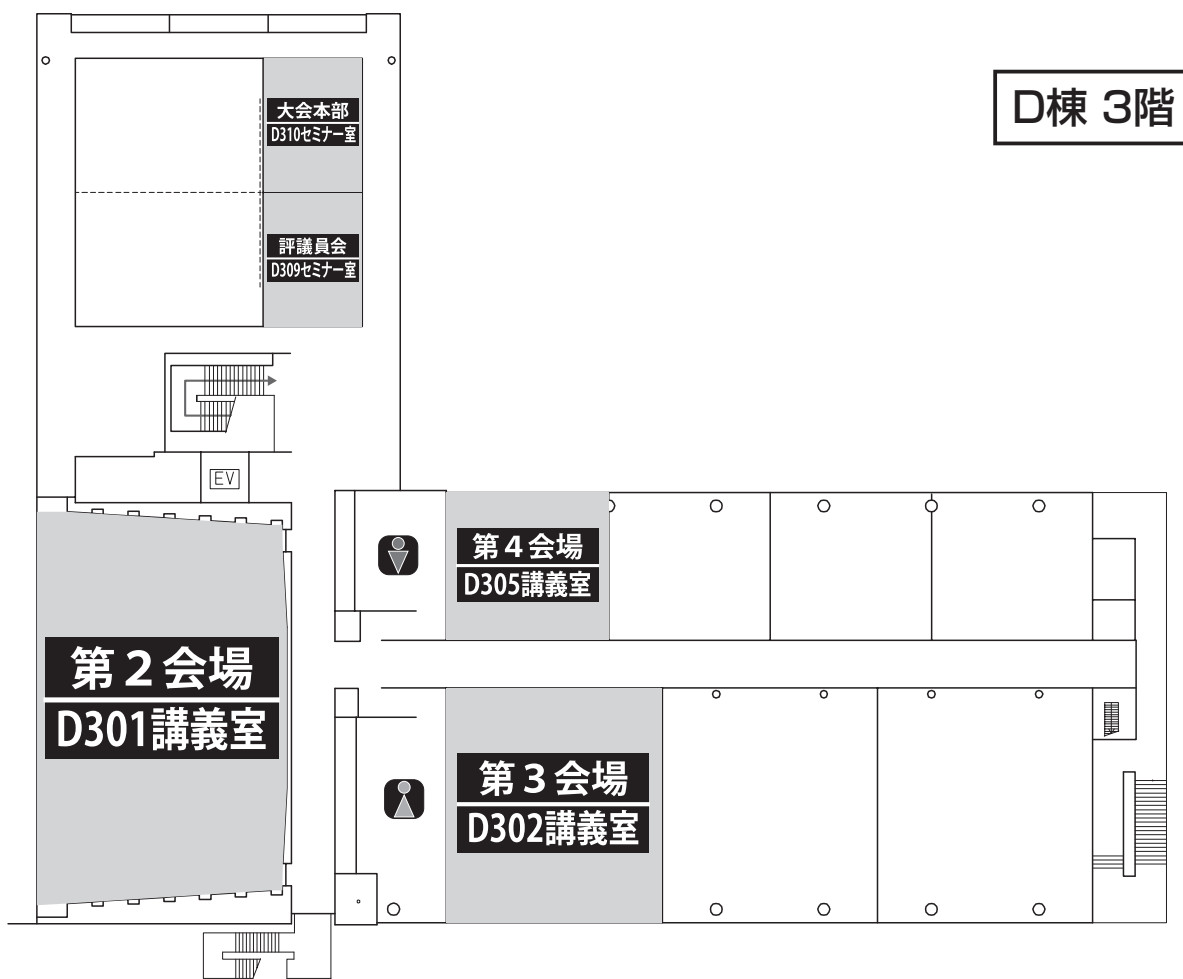 D棟 3階
大会本部
D310セミナー室
評議員会
D309セミナー室
EV
第4会場
D305講義室
第2会場
D301講義室
第3会場
D302講義室